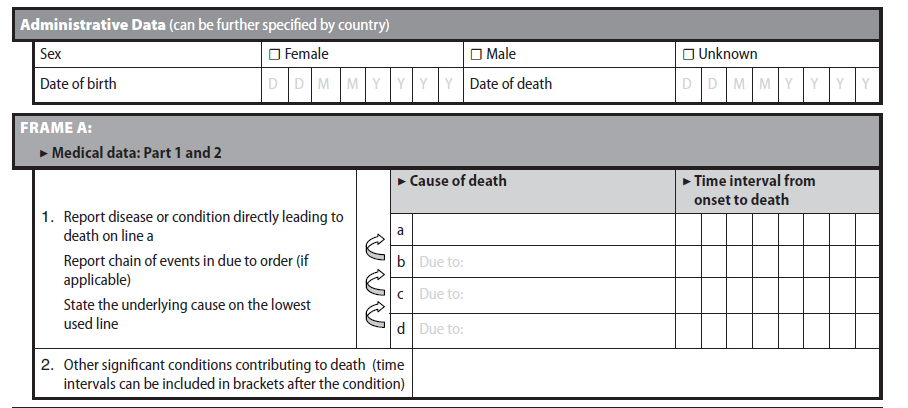 Administrative Data (can be further specified by country)
Sex ❒ Female ❒ Male ❒ Unknown
Date of birth D D M M Y Y Y Y Date of death D D M M Y Y Y Y
FRAME A:
▸ Medical data: Part 1 and 2
▸ Cause of death ▸ Time interval from
onset to death
1. Report disease or condition directly leading to
death on line a
Report chain of events in due to order (if
applicable)
State the underlying cause on the lowest
used line
a
b Due to:
c Due to:
d Due to:
2. Other significant conditions contributing to death (time
intervals can be included in brackets after the condition)